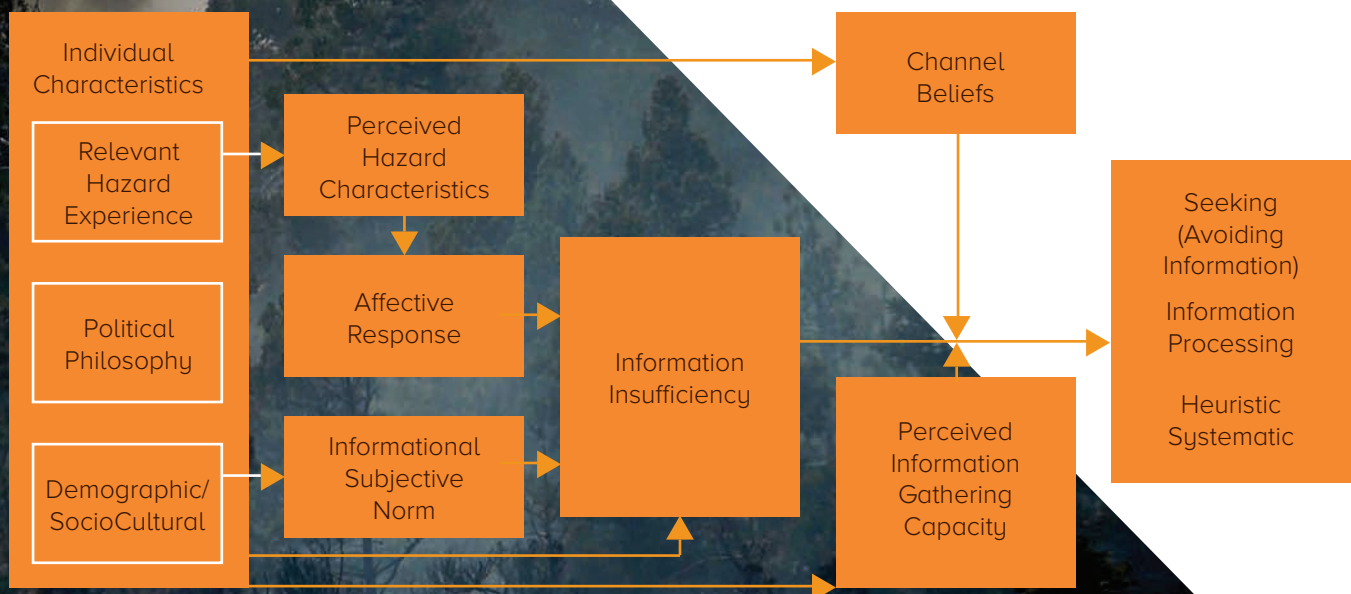 Individual
Characteristics
Relevant
Hazard
Experience
Political
Philosophy
Demographic/
SocioCultural
Perceived
Hazard
Characteristics
Affective
Response
Informational
Subjective
Norm
Information
Insufficiency
Channel
Beliefs
Perceived
Information
Gathering
Capacity
Seeking
(Avoiding
Information)
Information
Processing
Heuristic
Systematic